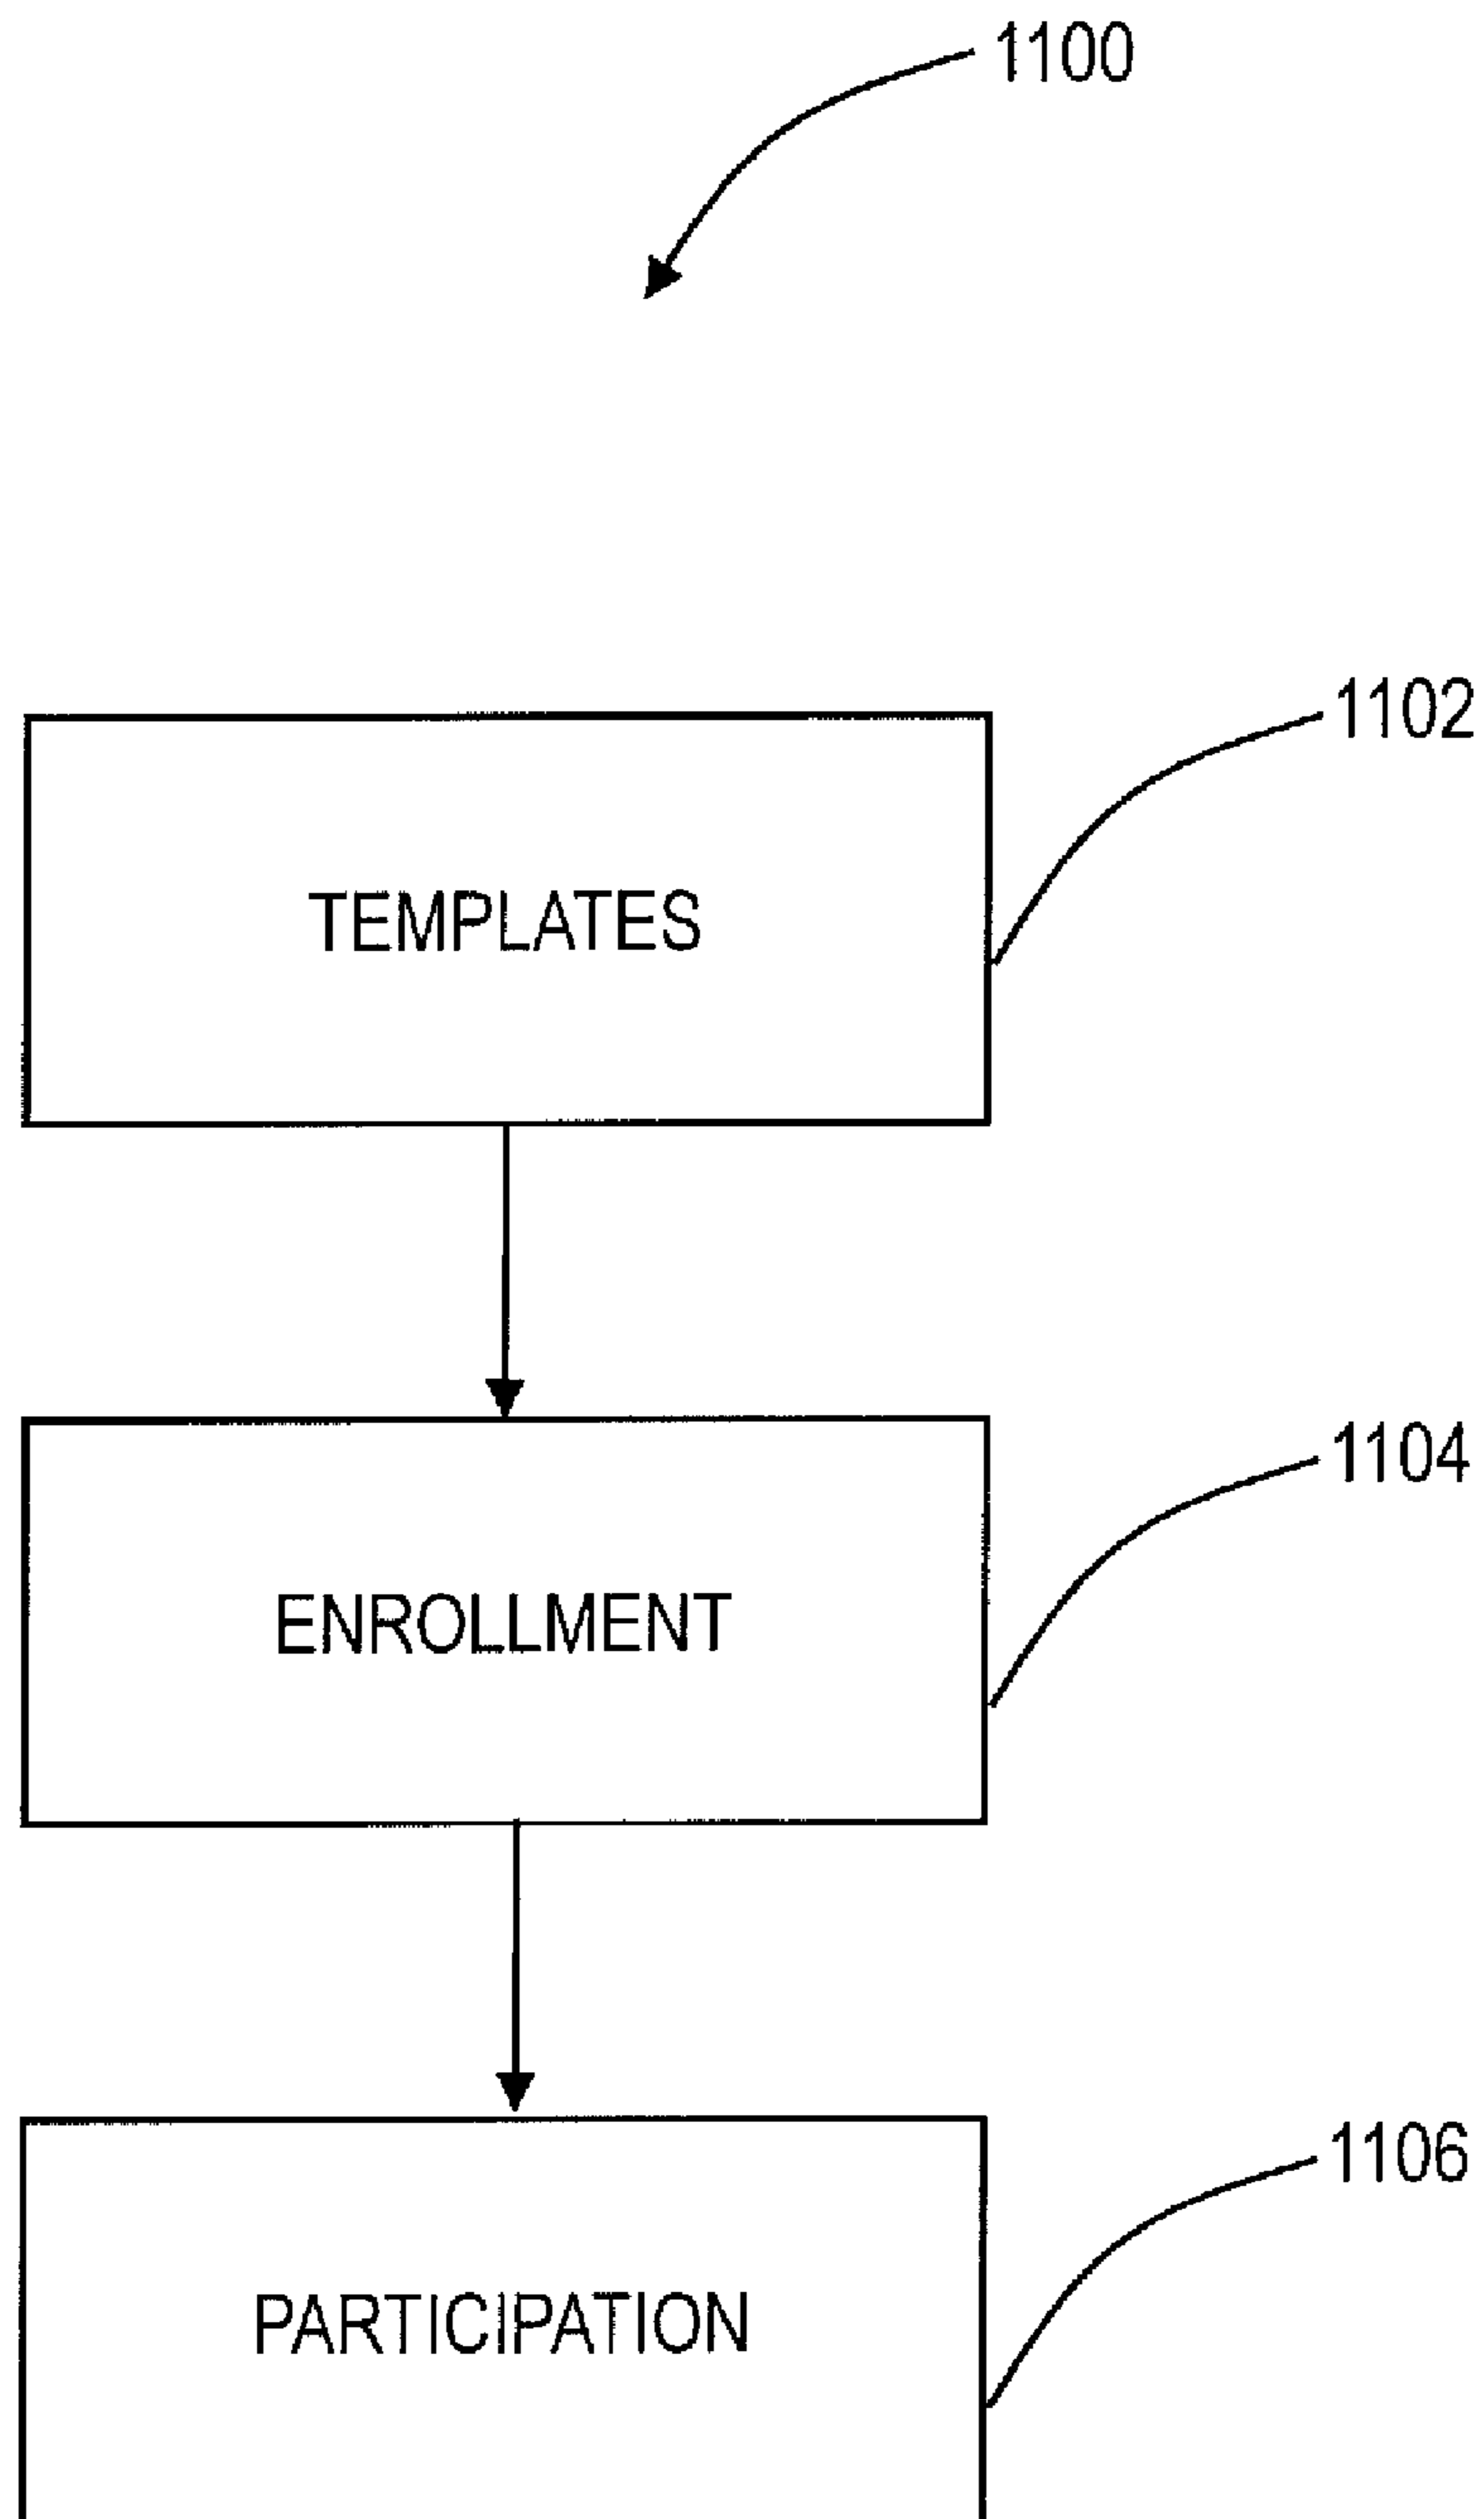 1100
1102
TEMPLATES
1104
ENROLLMENT
1106
PARTICIPATION